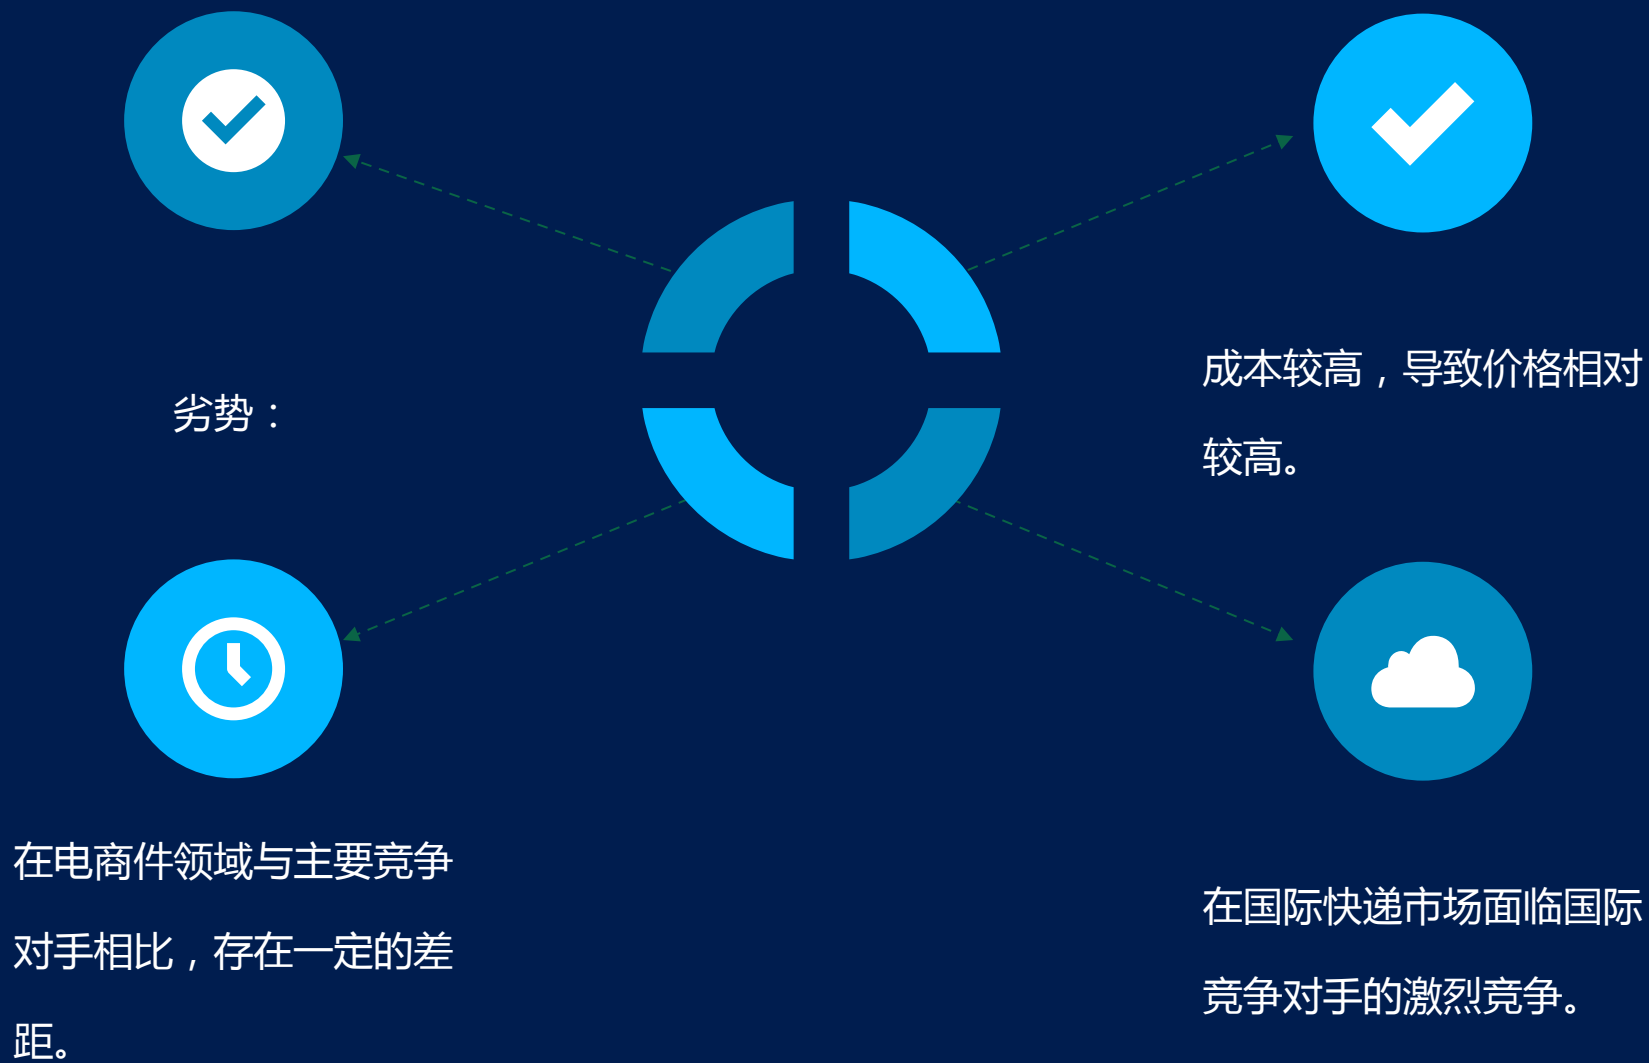 劣势：
成本较高，导致价格相对
较高。
在电商件领域与主要竞争
对手相比，存在一定的差
距。
在国际快递市场面临国际
竞争对手的激烈竞争。